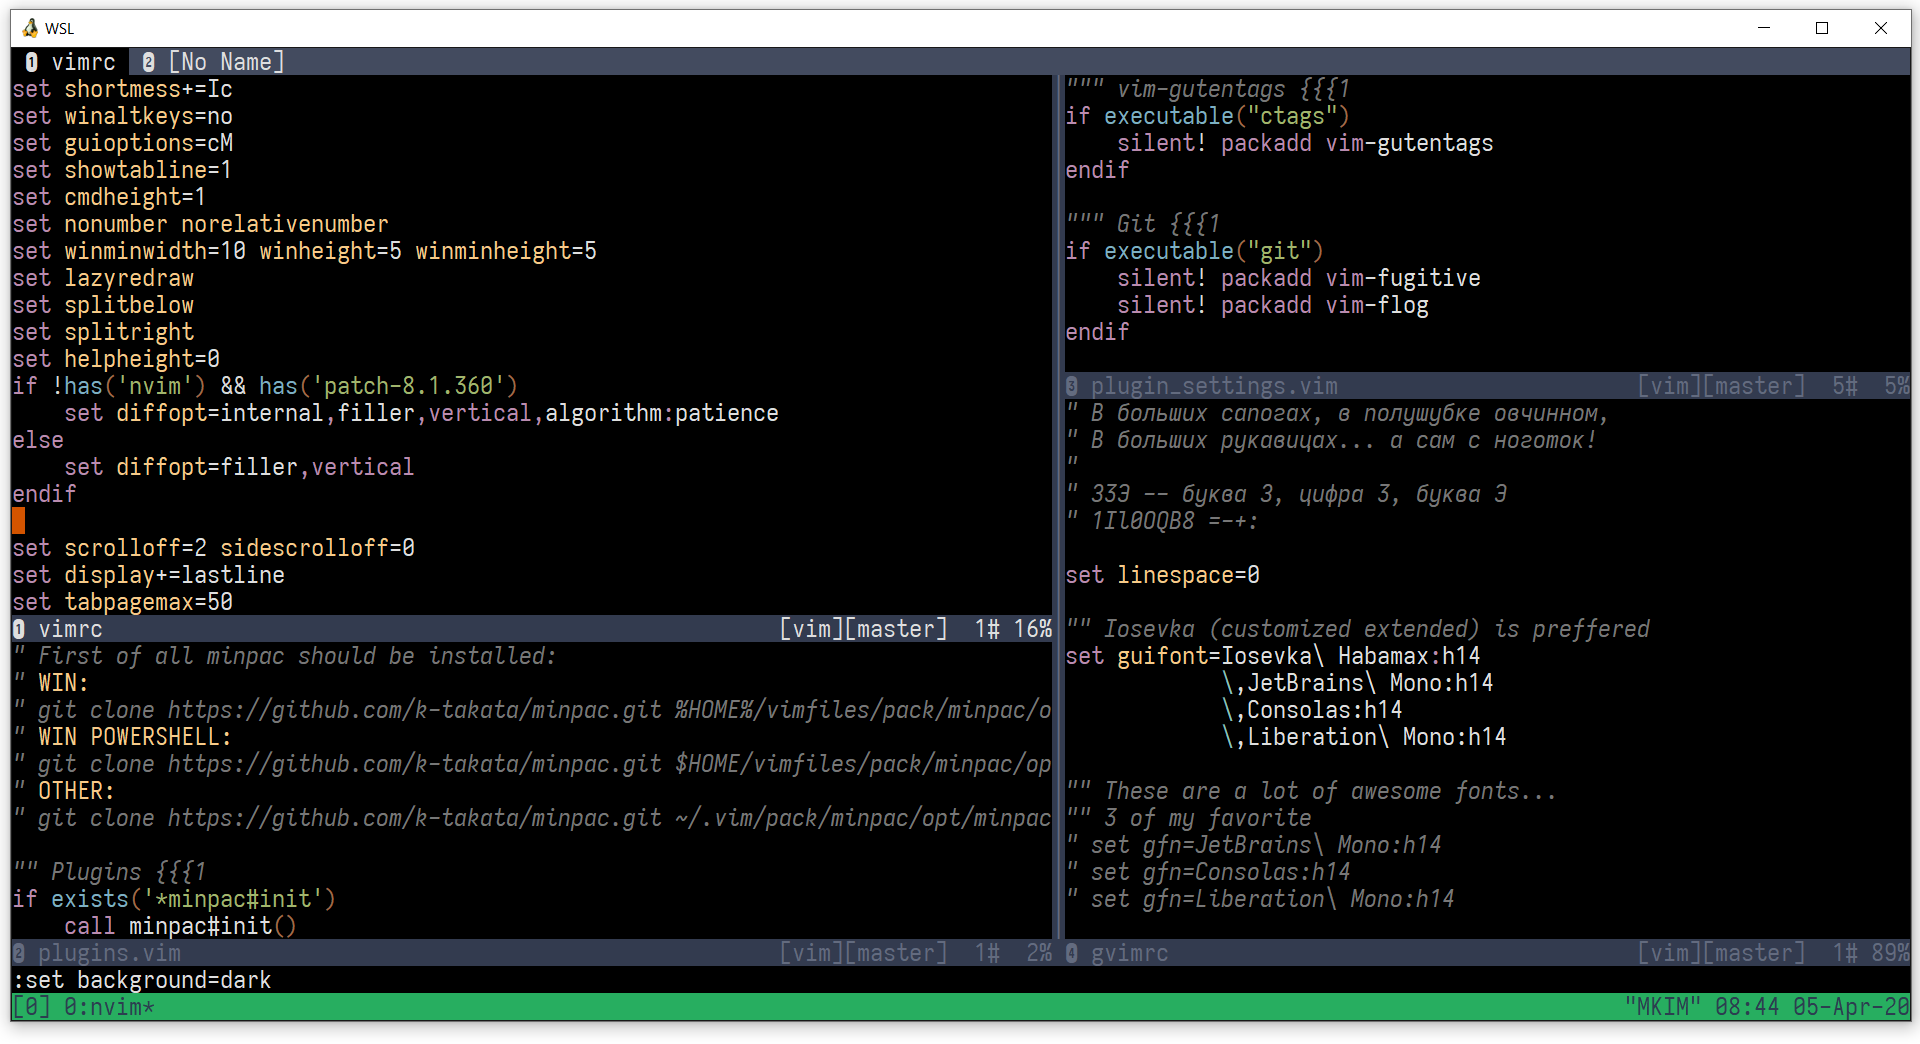 WSL
1 vimrc 2 [No Name]
set shortmess+=Ic
set winaltkeys=no
set guioptions=cM
set showtabline=1
set cmdheight=1
set nonumber norelativenumber
set winminwidth=10 winheight=5 winminheight=5
set lazyredraw
set splitbelow
set splitright
set helpheight=0
if !has('nvim') && has('patch-8.1.360')
    set diffopt=internal,filler,vertical,algorithm:patience
else
    set diffopt=filler,vertical
endif
set scrolloff=2 sidescrolloff=0
set display+=lastline
set tabpagemax=50
1 vimrc [vim][master] 1# 16%
" First of all minpac should be installed:
" WIN:
" git clone https://github.com/k-takata/minpac.git %HOME%/vimfiles/pack/minpac/o
" WIN POWERSHELL:
" git clone https://github.com/k-takata/minpac.git $HOME/vimfiles/pack/minpac/op
" OTHER:
" git clone https://github.com/k-takata/minpac.git ~/.vim/pack/minpac/opt/minpac
"" Plugins {{{1
if exists('*minpac#init')
    call minpac#init()
2 plugins.vim [vim][master] 1# 2%
""" vim-gutentags {{{1
if executable("ctags")
    silent! packadd vim-gutentags
endif
""" Git {{{1
if executable("git")
    silent! packadd vim-fugitive
    silent! packadd vim-flog
endif
3 plugin_settings.vim [vim][master] 5# 5%
" В больших сапогах, в полушубке овчинном,
" В больших рукавицах... а сам с ноготок!
"
" З3Э -- буква З, цифра 3, буква Э
" 1Il0OQB8 =-+:
set linespace=0
"" Iosevka (customized extended) is preffered
set guifont=Iosevka\ Habamax:h14
            \,JetBrains\ Mono:h14
            \,Consolas:h14
            \,Liberation\ Mono:h14
"" These are a lot of awesome fonts...
"" 3 of my favorite
" set gfn=JetBrains\ Mono:h14
" set gfn=Consolas:h14
" set gfn=Liberation\ Mono:h14
4 gvimrc [vim][master] 1# 89%
:set background=dark
[0] 0:nvim* "MKIM" 08:44 05-Apr-20